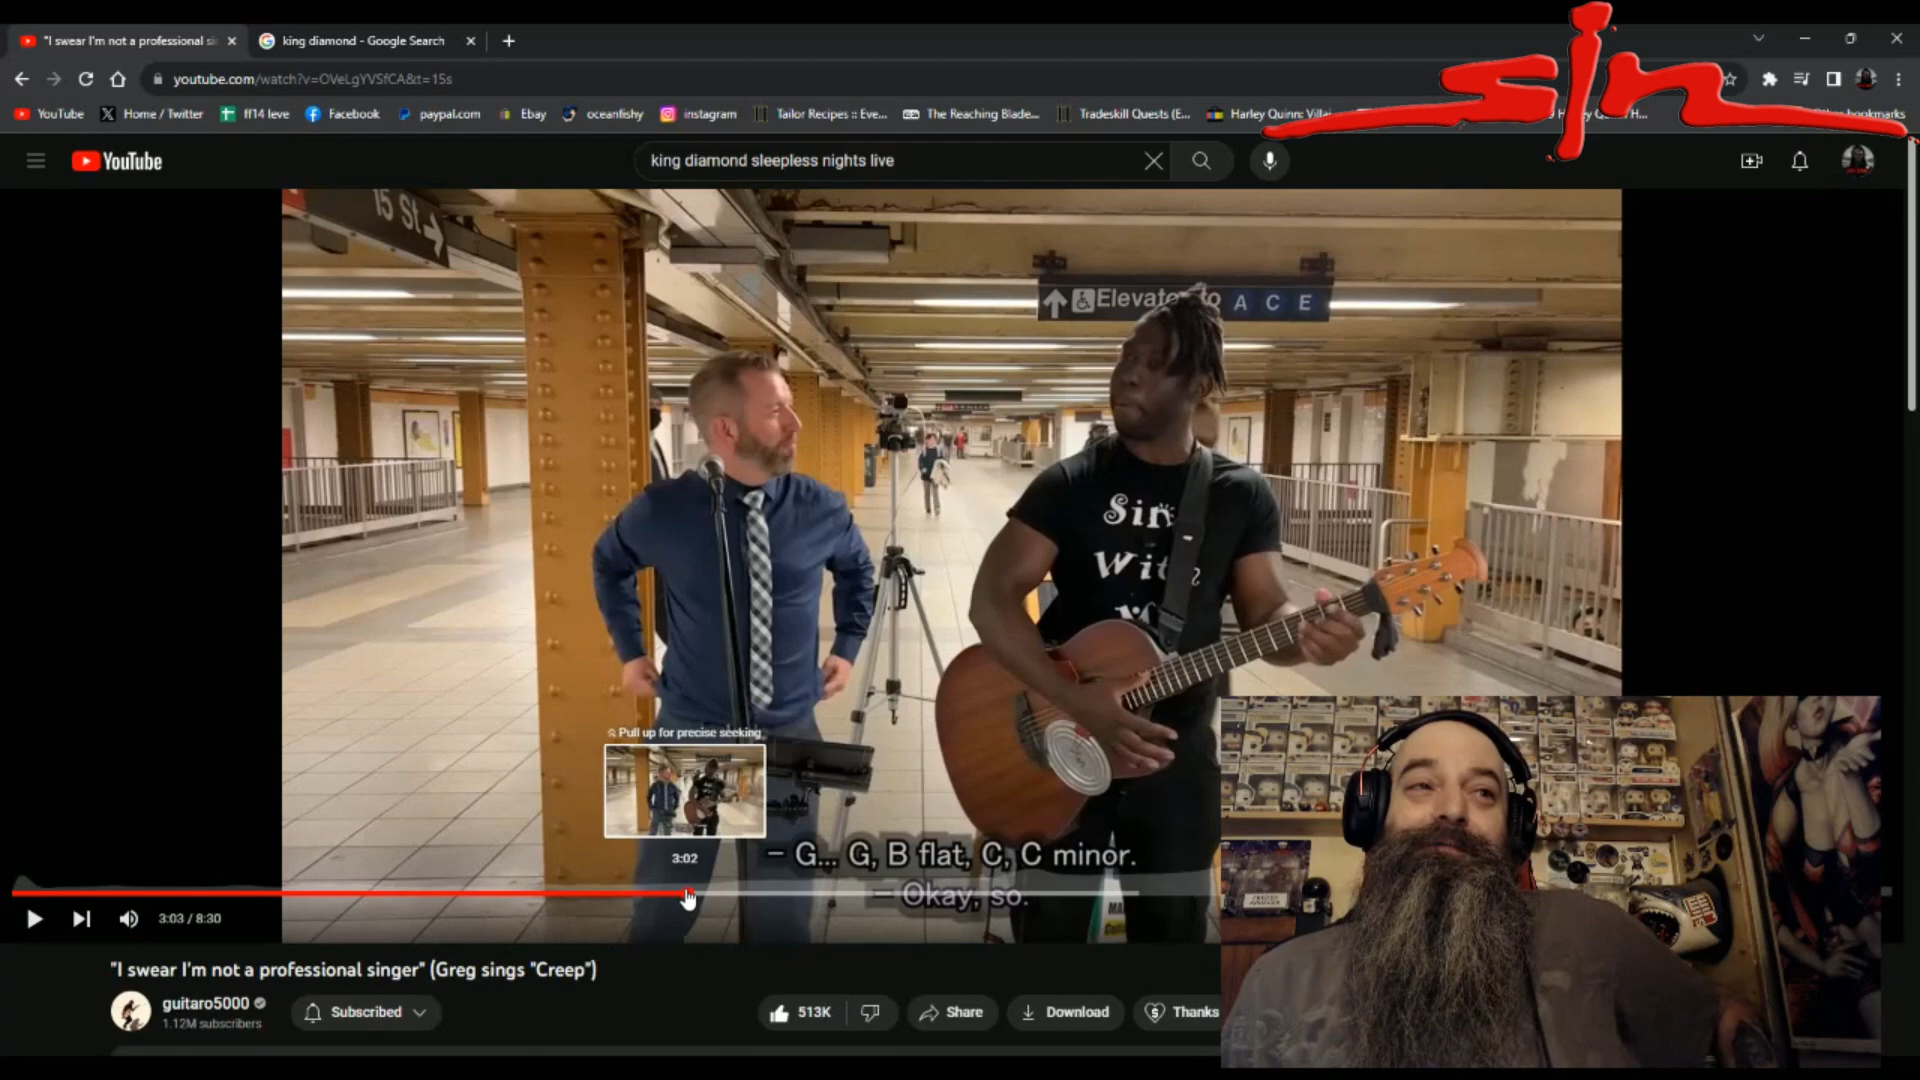 sin
"I swear I'm not a professional si
king diamond - Google Search
youtube.com/watch?v=OVeLgYVSfCA&t=15s
YouTube
Home / Twitter
ff14 leve
Facebook
paypal.com
Ebay
oceanfishy
instagram
Tailor Recipes :: Eve...
The Reaching Blade...
Tradeskill Quests (E...
Harley Quinn: Villai
bookmarks
YouTube
king diamond sleepless nights live
15 St
Elevator to A C E
Sin
With
Pull up for precise seeking
3:02
– G... G, B flat, C, C minor.
– Okay, so.
3:03 / 8:30
"I swear I'm not a professional singer" (Greg sings "Creep")
guitaro5000
1.12M subscribers
Subscribed
513K
Share
Download
Thanks